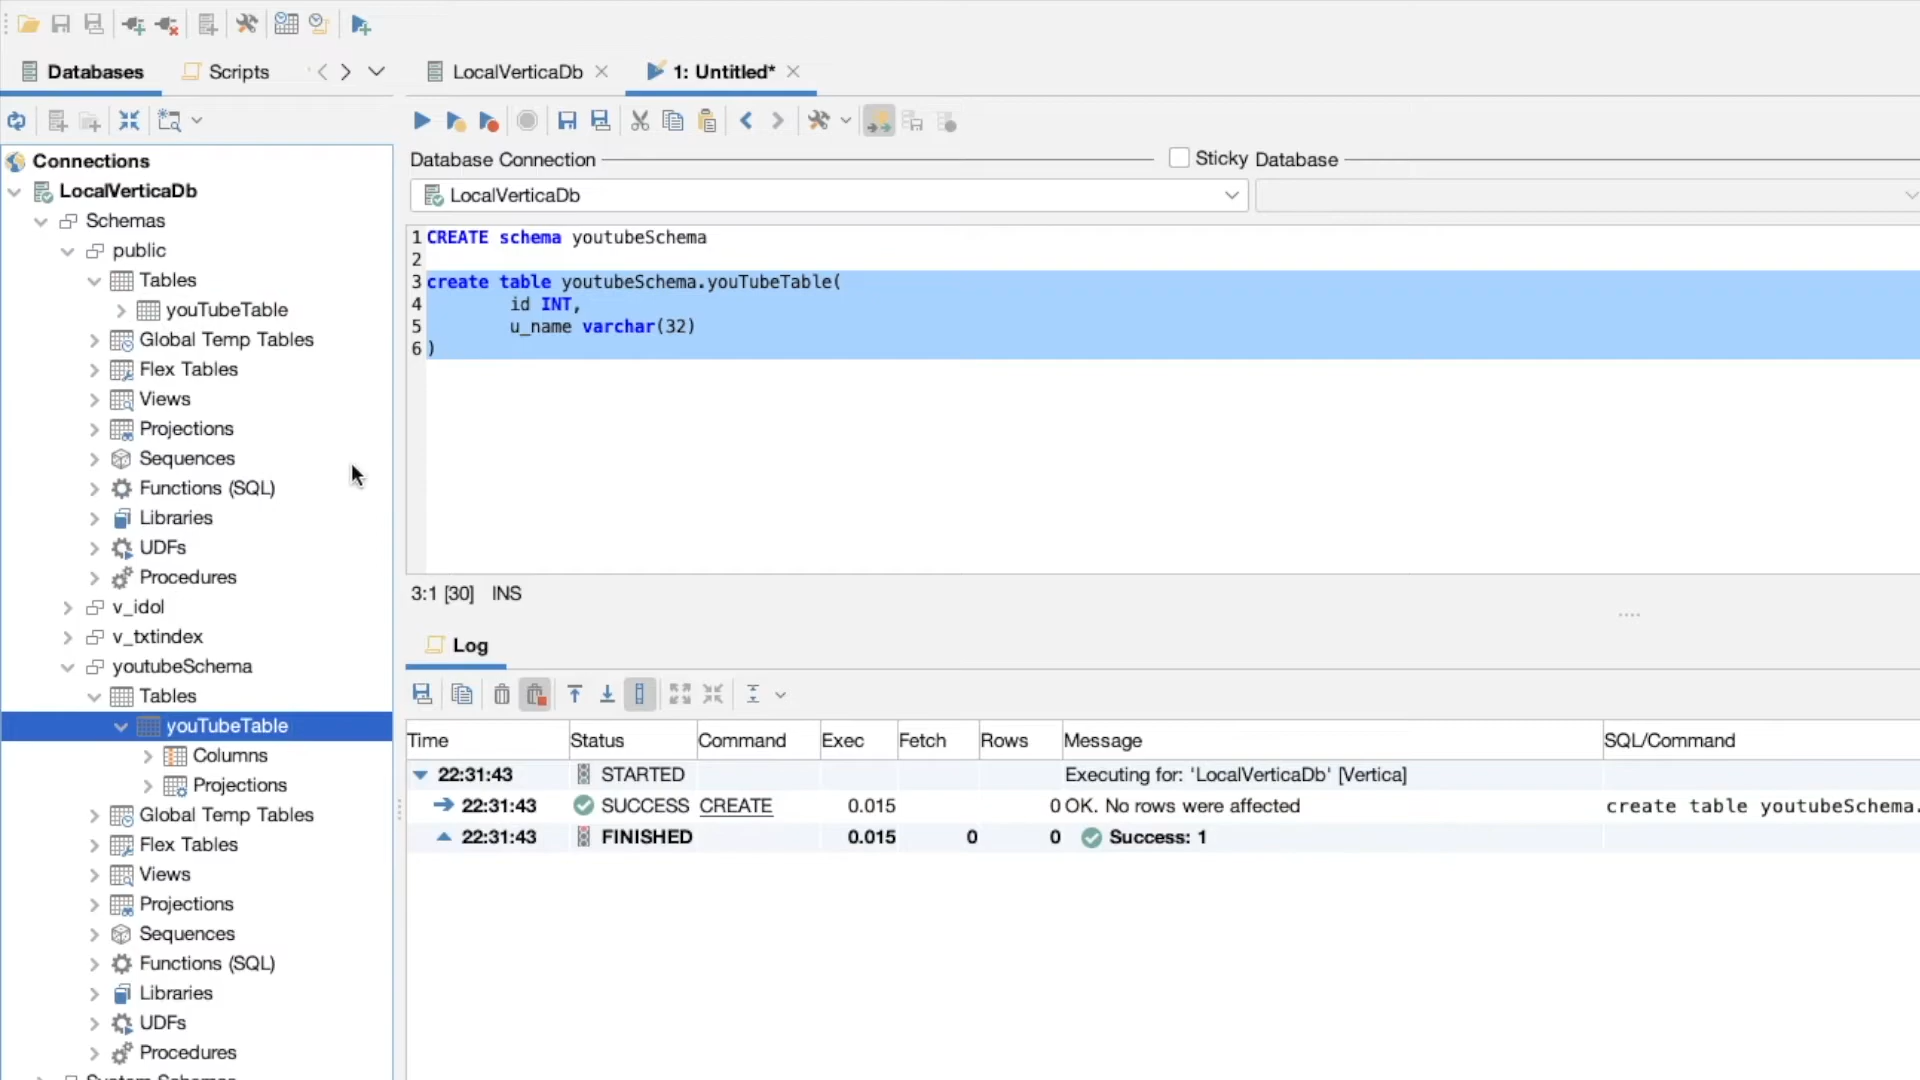 Databases
Scripts
LocalVerticaDb
1: Untitled*
Connections
LocalVerticaDb
Schemas
public
Tables
youTubeTable
Global Temp Tables
Flex Tables
Views
Projections
Sequences
Functions (SQL)
Libraries
UDFs
Procedures
v_idol
v_txtindex
youtubeSchema
Tables
youTubeTable
Columns
Projections
Global Temp Tables
Flex Tables
Views
Projections
Sequences
Functions (SQL)
Libraries
UDFs
Procedures
System Schemas
Database Connection
Sticky Database
LocalVerticaDb
1 CREATE schema youtubeSchema
2
3 create table youtubeSchema.youTubeTable(
4 id INT,
5 u_name varchar(32)
6 )
3:1 [30] INS
Log
Time Status Command Exec Fetch Rows Message SQL/Command
22:31:43 STARTED Executing for: 'LocalVerticaDb' [Vertica]
22:31:43 SUCCESS CREATE 0.015 0 OK. No rows were affected create table youtubeSchema.
22:31:43 FINISHED 0.015 0 0 Success: 1